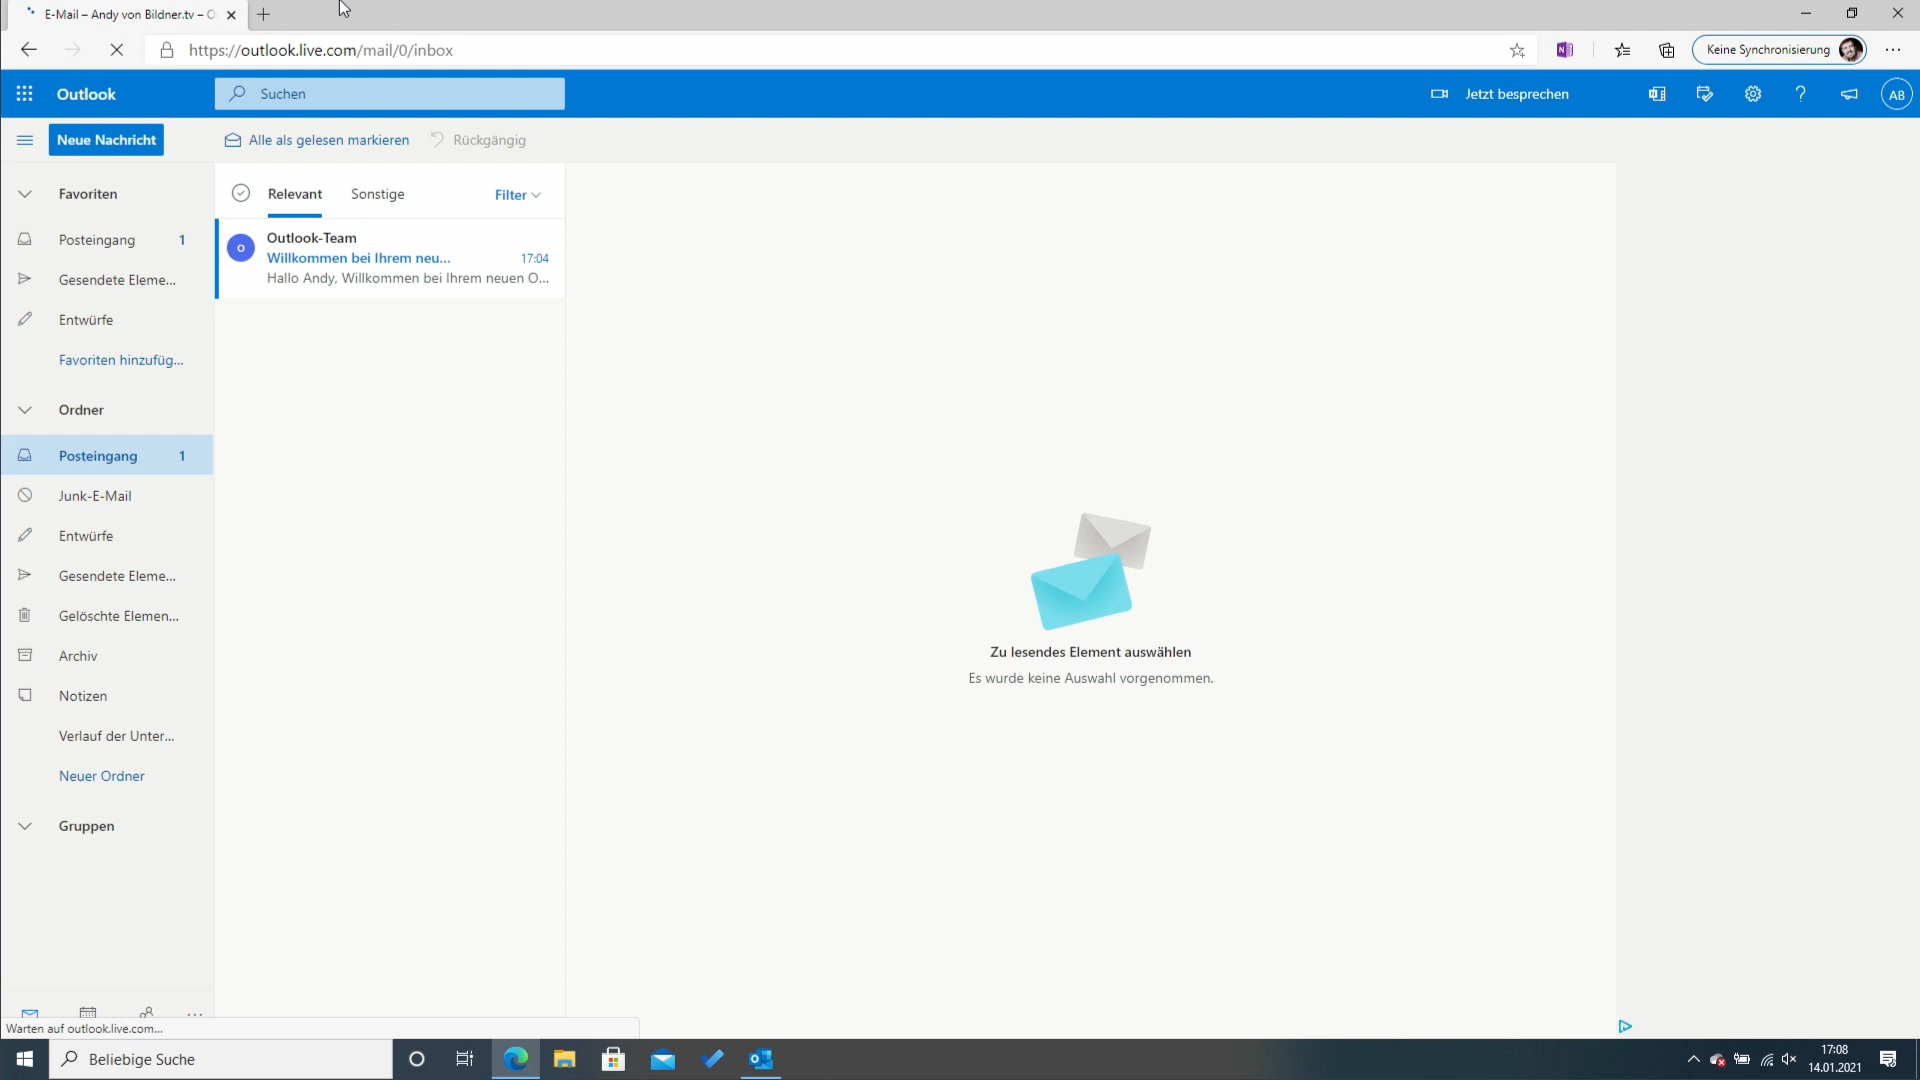 E-Mail – Andy von Bildner.tv – O
https://outlook.live.com/mail/0/inbox
Keine Synchronisierung
Outlook
Suchen
Jetzt besprechen
AB
Neue Nachricht
Alle als gelesen markieren
Rückgängig
Favoriten
Relevant
Sonstige
Filter
Posteingang 1
O
Outlook-Team
Willkommen bei Ihrem neu... 17:04
Hallo Andy, Willkommen bei Ihrem neuen O...
Gesendete Eleme...
Entwürfe
Favoriten hinzufüg...
Ordner
Posteingang 1
Junk-E-Mail
Entwürfe
Gesendete Eleme...
Gelöschte Elemen...
Archiv
Notizen
Verlauf der Unter...
Neuer Ordner
Gruppen
Zu lesendes Element auswählen
Es wurde keine Auswahl vorgenommen.
Warten auf outlook.live.com...
Beliebige Suche
17:08
14.01.2021